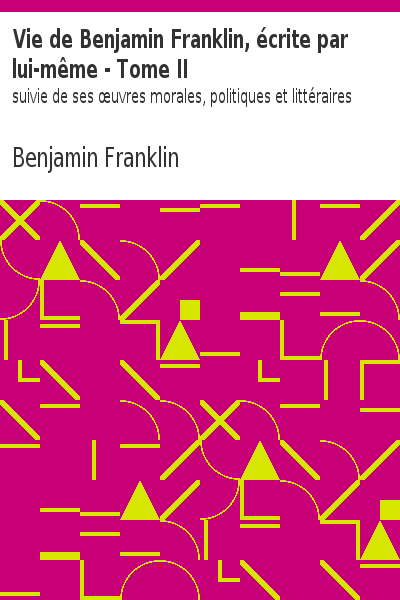 Vie de Benjamin Franklin, écrite par
lui-même - Tome II
suivie de ses œuvres morales, politiques et littéraires
Benjamin Franklin